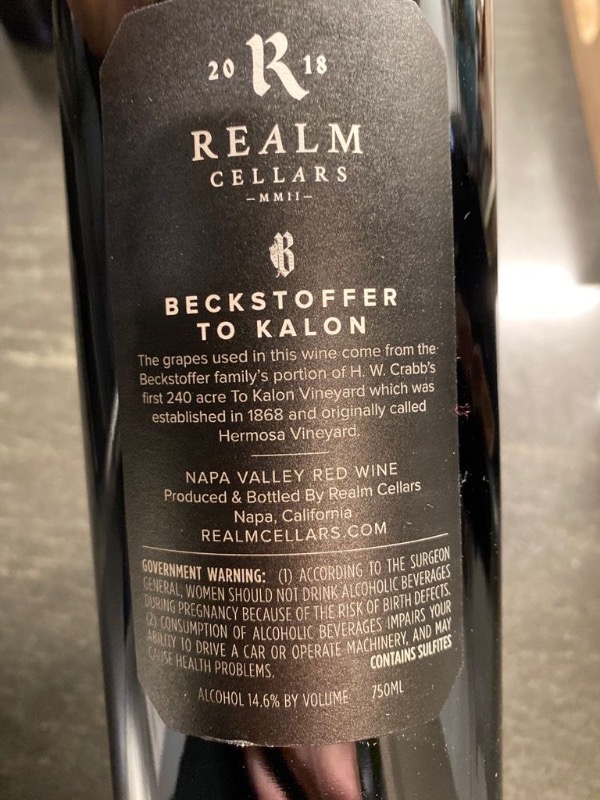 20 R 18
REALM
CELLARS
–MMII–
B
BECKSTOFFER
TO KALON
The grapes used in this wine come from the
Beckstoffer family's portion of H. W. Crabb's
first 240 acre To Kalon Vineyard which was
established in 1868 and originally called
Hermosa Vineyard.
NAPA VALLEY RED WINE
Produced & Bottled By Realm Cellars
Napa, California
REALMCELLARS.COM
GOVERNMENT WARNING: (1) ACCORDING TO THE SURGEON
GENERAL, WOMEN SHOULD NOT DRINK ALCOHOLIC BEVERAGES
DURING PREGNANCY BECAUSE OF THE RISK OF BIRTH DEFECTS.
(2) CONSUMPTION OF ALCOHOLIC BEVERAGES IMPAIRS YOUR
ABILITY TO DRIVE A CAR OR OPERATE MACHINERY, AND MAY
CAUSE HEALTH PROBLEMS. CONTAINS SULFITES
ALCOHOL 14.6% BY VOLUME 750ML